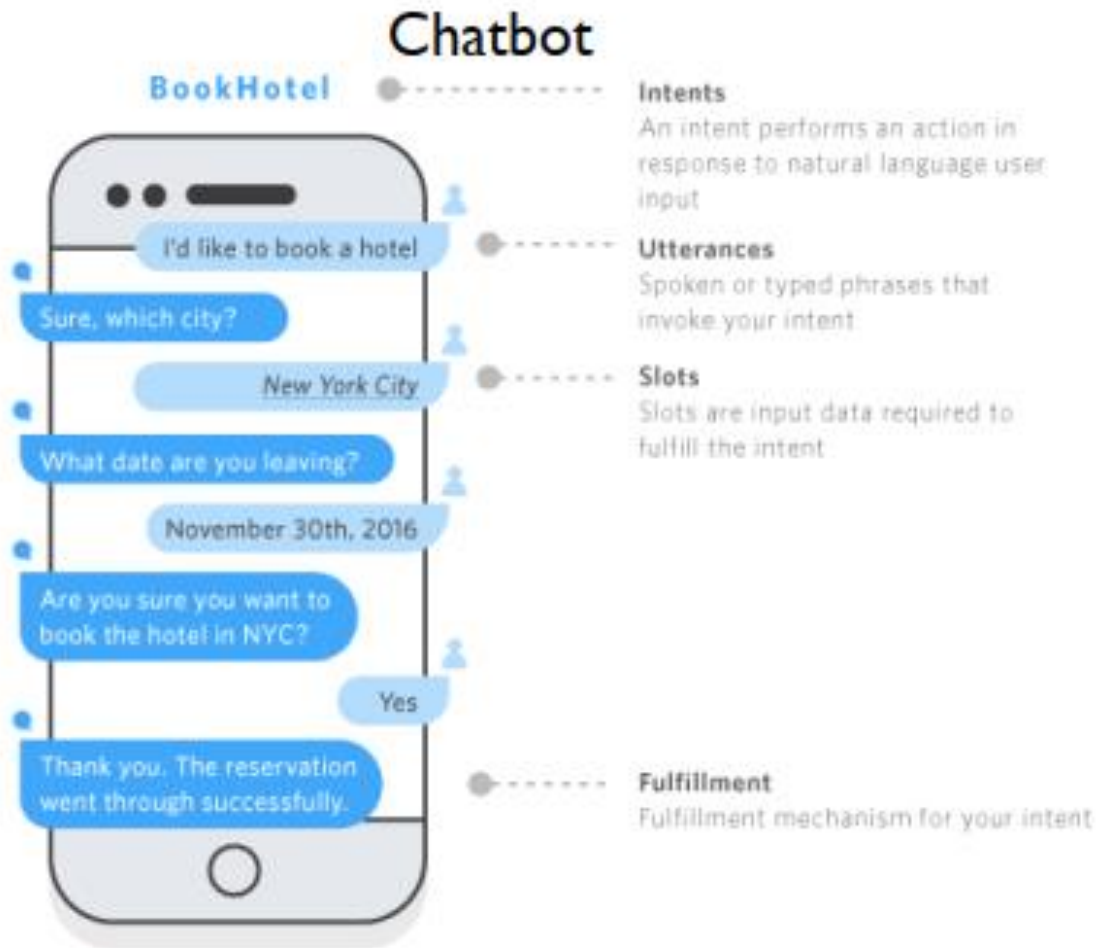 Chatbot
BookHotel
Intents
An intent performs an action in
response to natural language user
input
I'd like to book a hotel
Utterances
Spoken or typed phrases that
invoke your intent
Sure, which city?
New York City
Slots
Slots are input data required to
fulfill the intent
What date are you leaving?
November 30th, 2016
Are you sure you want to
book the hotel in NYC?
Yes
Thank you. The reservation
went through successfully.
Fulfillment
Fulfillment mechanism for your intent